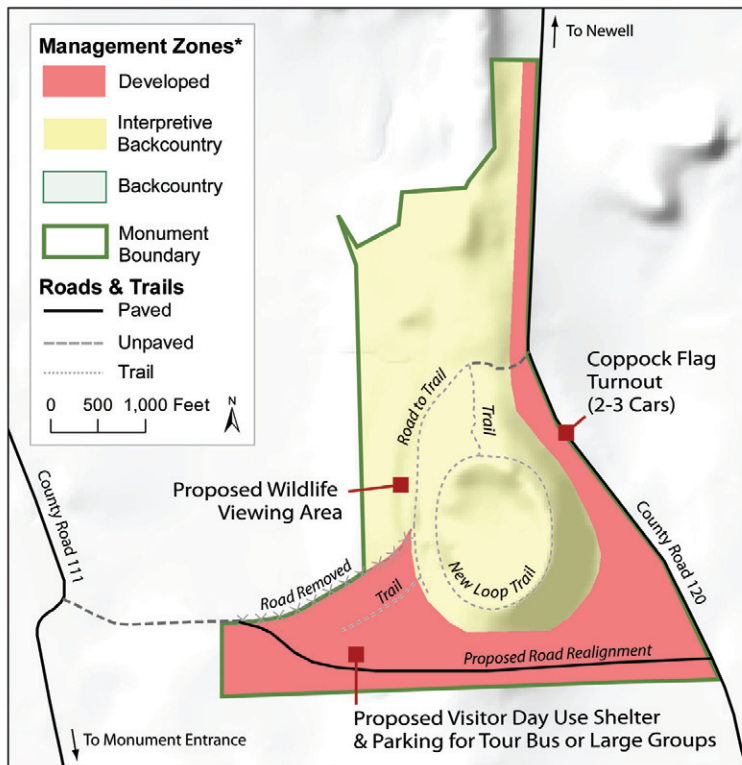 Management Zones*
Developed
Interpretive
Backcountry
Backcountry
Monument
Boundary
Roads & Trails
Paved
Unpaved
Trail
0 500 1,000 Feet
N
To Newell
Coppock Flag
Turnout
(2-3 Cars)
Road to Trail
Trail
Proposed Wildlife
Viewing Area
County Road 111
County Road 120
New Loop Trail
Road Removed
Trail
Proposed Road Realignment
Proposed Visitor Day Use Shelter
& Parking for Tour Bus or Large Groups
To Monument Entrance